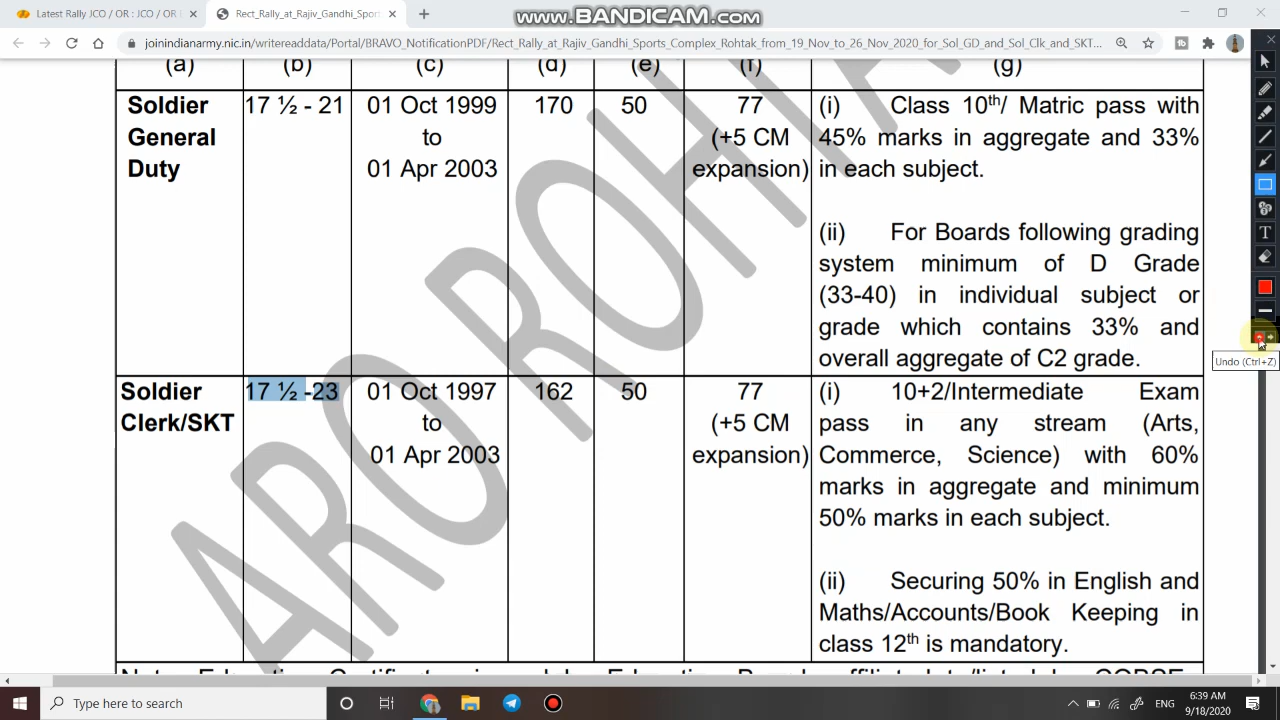 www.BANDICAM.com
Latest Rally JCO / OR : JCO / OR
Rect_Rally_at_Rajiv_Gandhi_Spor
joinindianarmy.nic.in/writereaddata/Portal/BRAVO_NotificationPDF/Rect_Rally_at_Rajiv_Gandhi_Sports_Complex_Rohtak_from_19_Nov_to_26_Nov_2020_for_Sol_GD_and_Sol_Clk_and_SKT...
(a) (b) (c) (d) (e) (f) (g)
Soldier General Duty
17 ½ - 21
01 Oct 1999
to
01 Apr 2003
170
50
77
(+5 CM
expansion)
(i) Class 10th/ Matric pass with
45% marks in aggregate and 33%
in each subject.
(ii) For Boards following grading
system minimum of D Grade
(33-40) in individual subject or
grade which contains 33% and
overall aggregate of C2 grade.
Soldier
Clerk/SKT
17 ½ -23
01 Oct 1997
to
01 Apr 2003
162
50
77
(+5 CM
expansion)
(i) 10+2/Intermediate Exam
pass in any stream (Arts,
Commerce, Science) with 60%
marks in aggregate and minimum
50% marks in each subject.
(ii) Securing 50% in English and
Maths/Accounts/Book Keeping in
class 12th is mandatory.
Undo (Ctrl+Z)
T
Type here to search
ENG
6:39 AM
9/18/2020